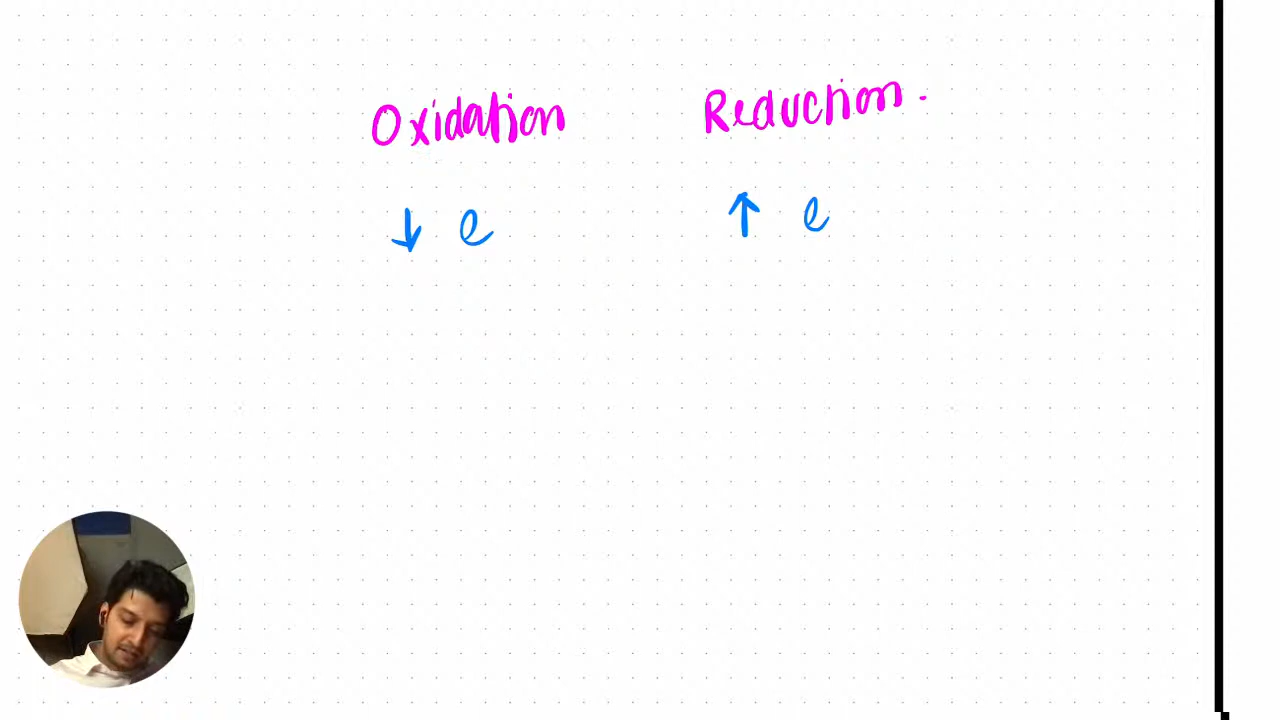 Oxidation Reduction.
↓ e ↑ e